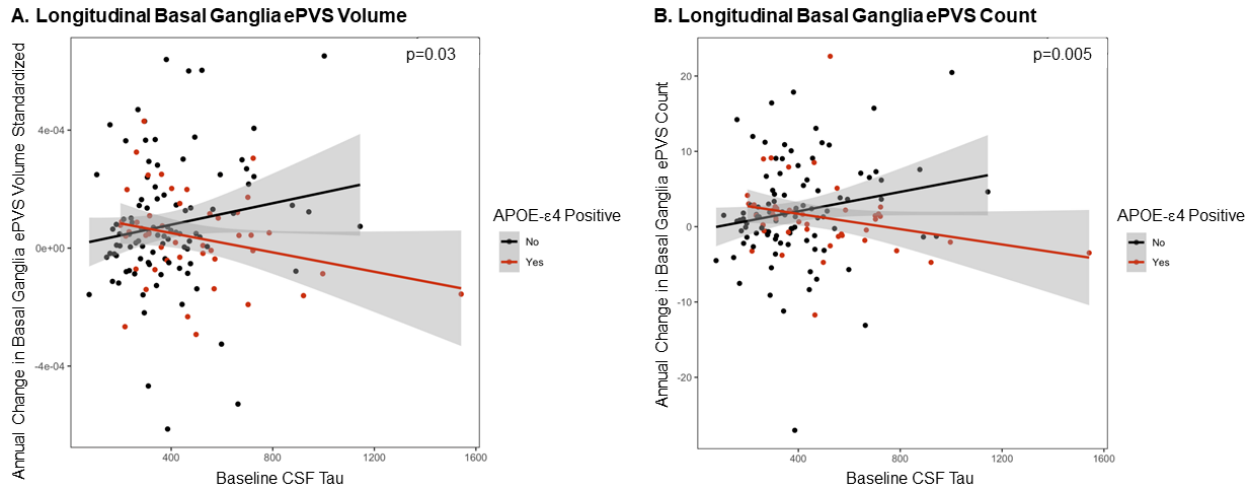 A. Longitudinal Basal Ganglia ePVS Volume
Annual Change in Basal Ganglia ePVS Volume Standardized
p=0.03
4e-04
0e+00
-4e-04
400
800
1200
1600
Baseline CSF Tau
APOE-ε4 Positive
No
Yes
B. Longitudinal Basal Ganglia ePVS Count
Annual Change in Basal Ganglia ePVS Count
p=0.005
20
10
0
-10
-20
400
800
1200
1600
Baseline CSF Tau
APOE-ε4 Positive
No
Yes